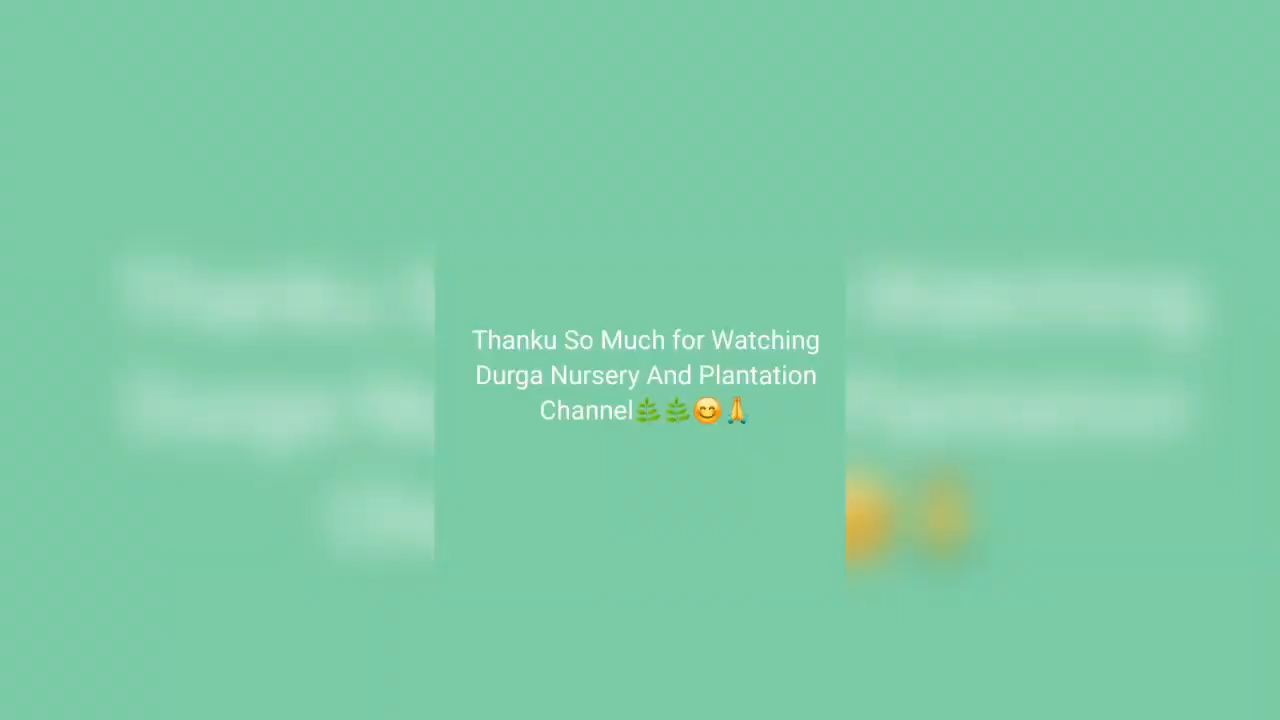 Thanku So Much for Watching
Durga Nursery And Plantation
Channel🌿🌿😊🙏